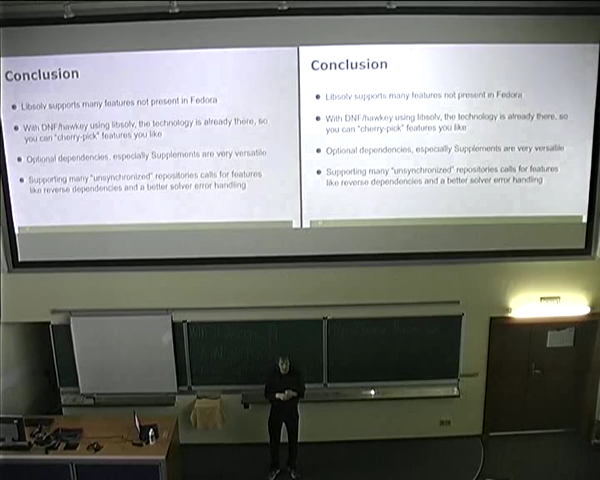 Conclusion
Libsolv supports many features not present in Fedora
With DNF/hawkey using libsolv, the technology is already there, so
you can "cherry-pick" features you like
Optional dependencies, especially Supplements are very versatile
Supporting many "unsynchronized" repositories calls for features
like reverse dependencies and a better solver error handling
Conclusion
Libsolv supports many features not present in Fedora
With DNF/hawkey using libsolv, the technology is already there, so
you can "cherry-pick" features you like
Optional dependencies, especially Supplements are very versatile
Supporting many "unsynchronized" repositories calls for features
like reverse dependencies and a better solver error handling